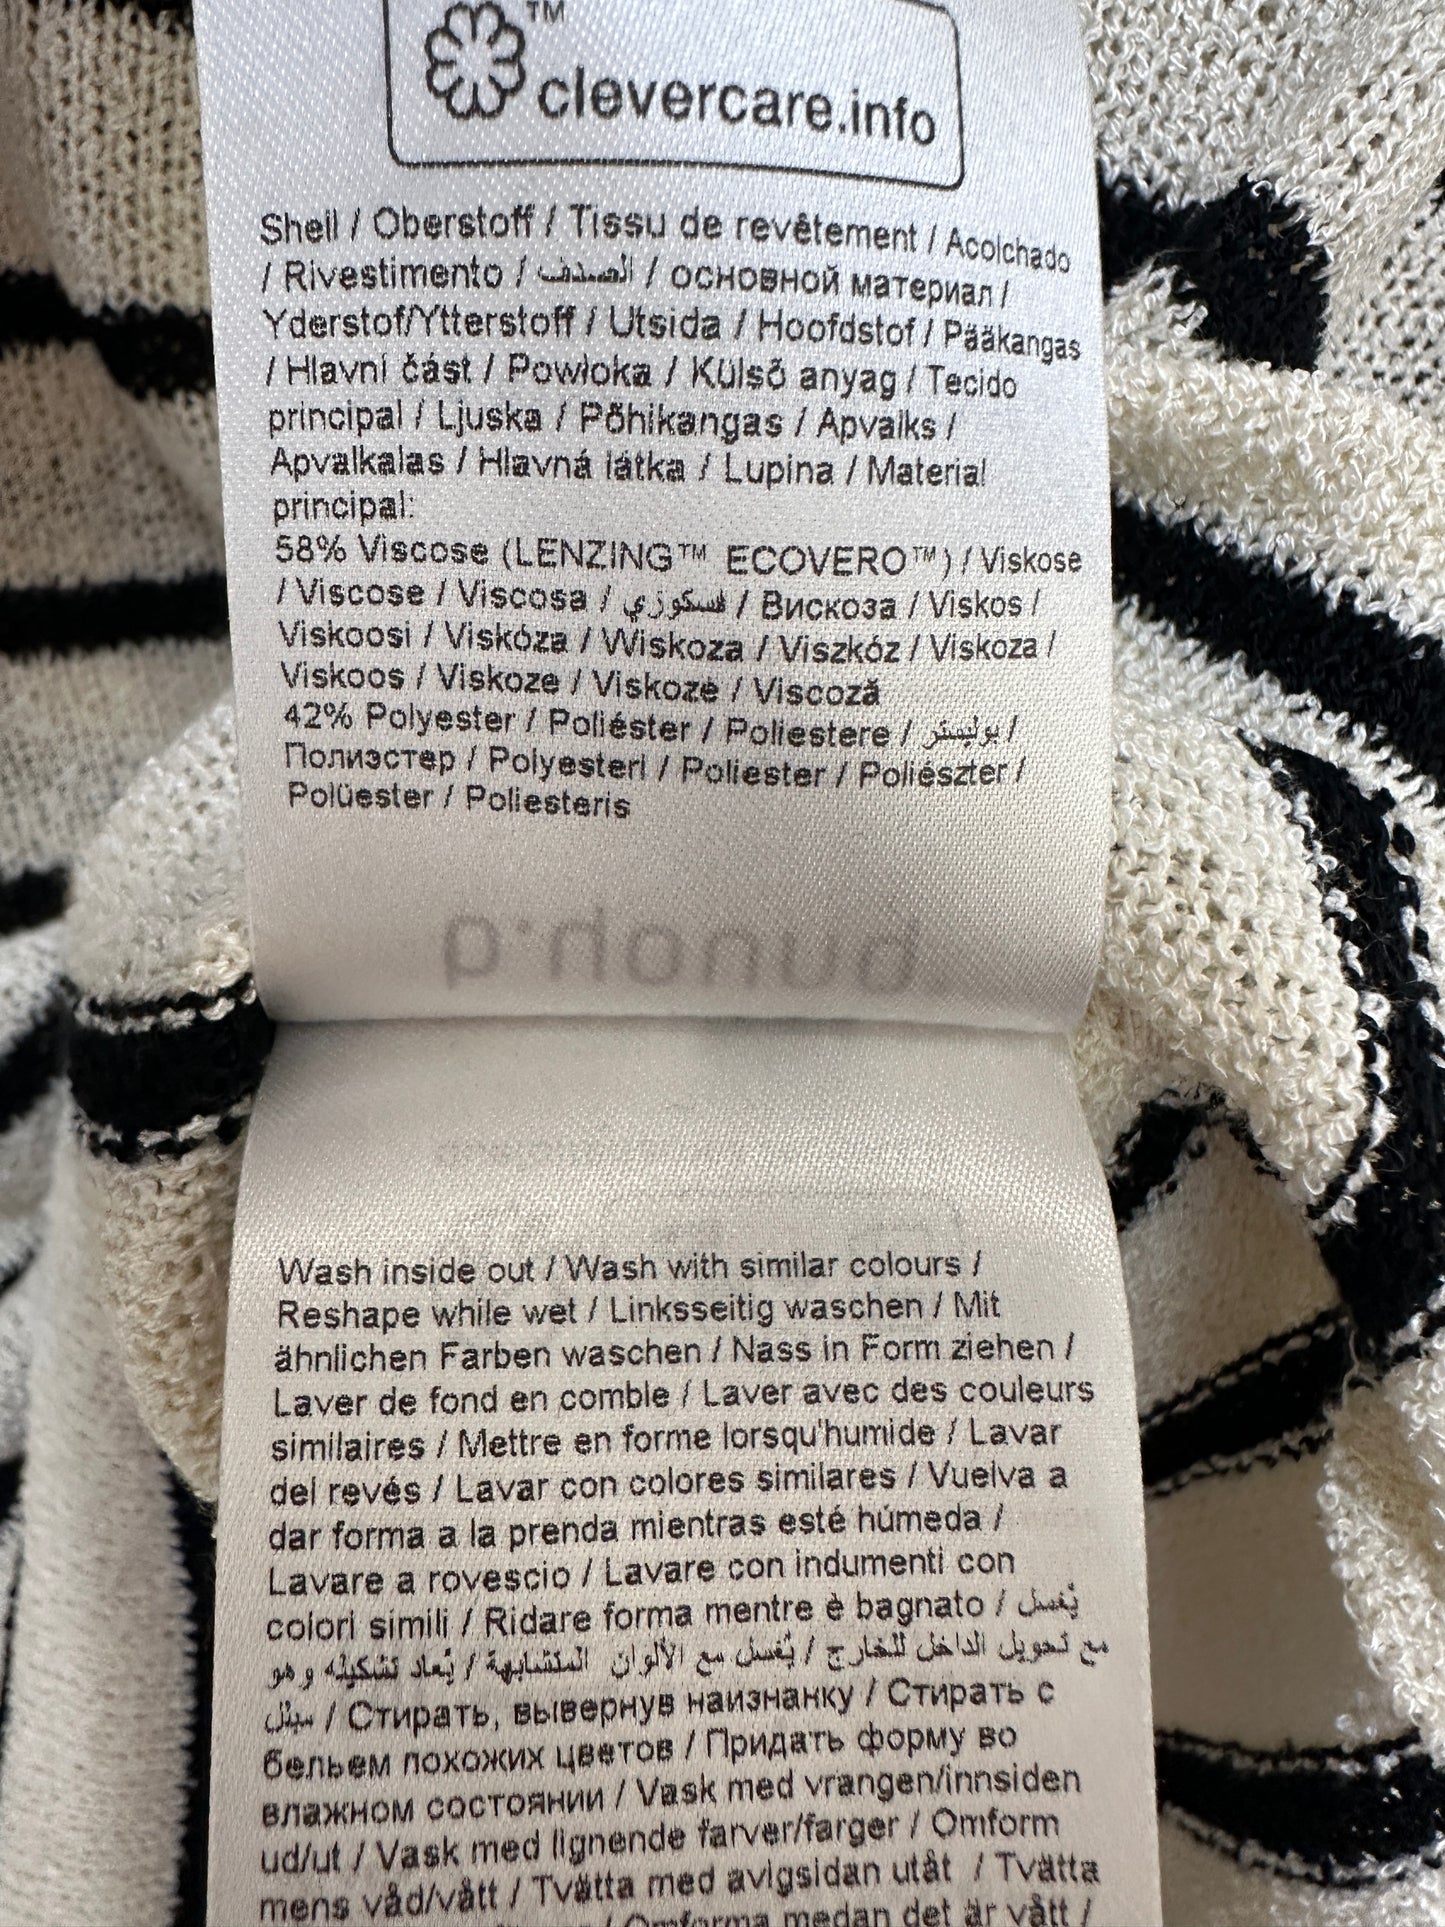 ™
clevercare.info
Shell / Oberstoff / Tissu de revêtement / Acolchado
/ Rivestimento / الصدف / основной материал /
Yderstof/Ytterstoff / Utsida / Hoofdstof / Pääkangas
/ Hlavní část / Powłoka / Külső anyag / Tecido
principal / Ljuska / Põhikangas / Apvalks /
Apvalkalas / Hlavná látka / Lupina / Material
principal:
58% Viscose (LENZING™ ECOVERO™) / Viskose
/ Viscose / Viscosa / فسكوزي / Вискоза / Viskos /
Viskoosi / Viskóza / Wiskoza / Viszkóz / Viskoza /
Viskoos / Viskoze / Viskoze / Viscoză
42% Polyester / Poliéster / Poliestere / بوليستر /
Полиэстер / Polyesteri / Poliester / Poliészter /
Polüester / Poliesteris
Wash inside out / Wash with similar colours /
Reshape while wet / Linksseitig waschen / Mit
ähnlichen Farben waschen / Nass in Form ziehen /
Laver de fond en comble / Laver avec des couleurs
similaires / Mettre en forme lorsqu'humide / Lavar
del revés / Lavar con colores similares / Vuelva a
dar forma a la prenda mientras esté húmeda /
Lavare a rovescio / Lavare con indumenti con
colori simili / Ridare forma mentre è bagnato / يُغسل
مع تحويل الداخل للخارج / يُغسل مع الألوان المتشابهة / يُعاد تشكيله وهو
مبتل / Стирать, вывернув наизнанку / Стирать с
бельем похожих цветов / Придать форму во
влажном состоянии / Vask med vrangen/innsiden
ud/ut / Vask med lignende farver/farger / Omform
mens våd/vått / Tvätta med avigsidan utåt / Tvätta
/ Omforma medan det är vått /